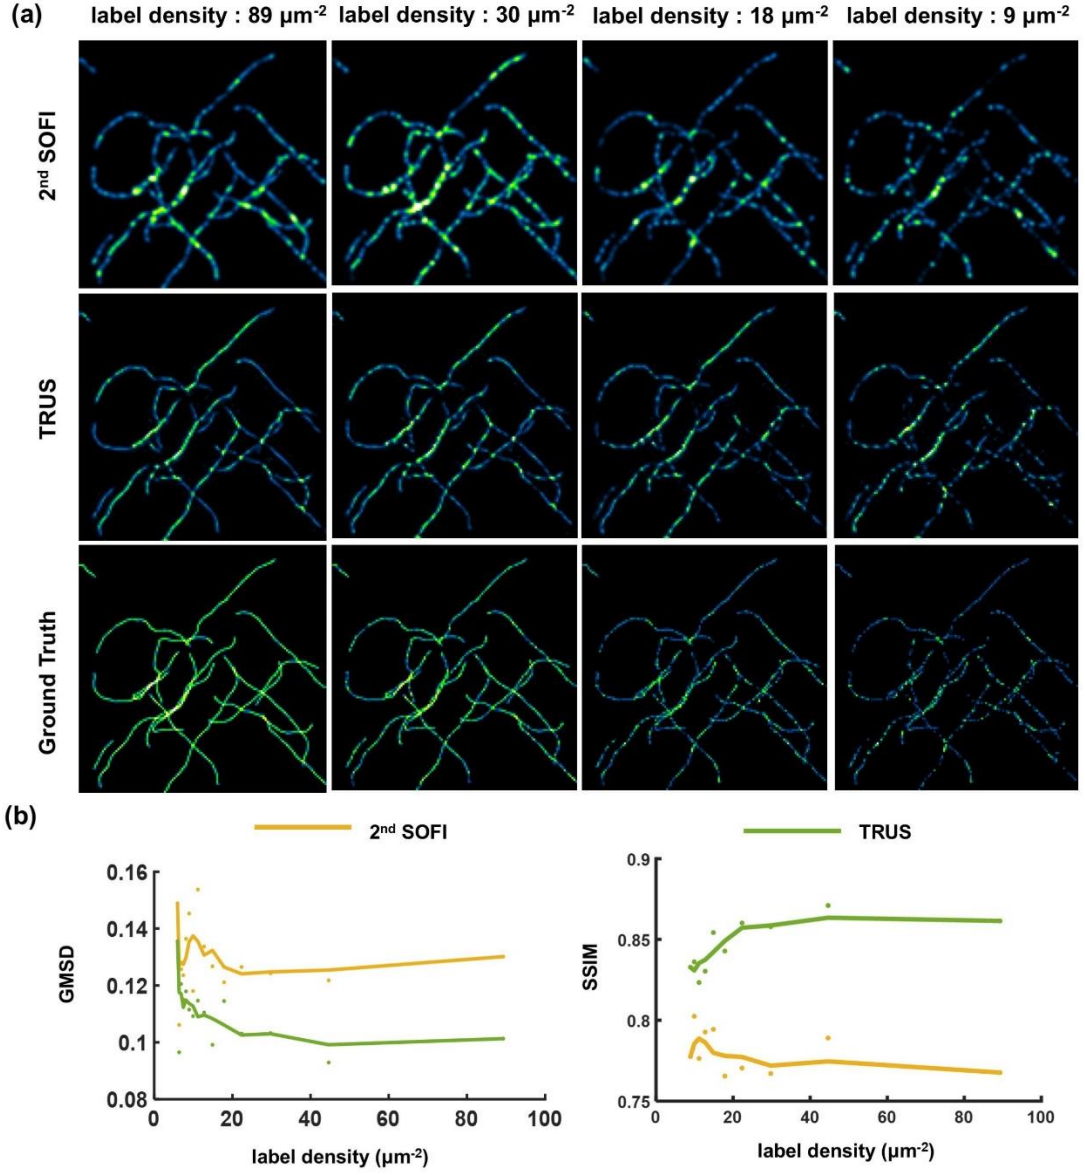 (a) label density : 89 µm-2 label density : 30 µm-2 label density : 18 µm-2 label density : 9 µm-2
2nd SOFI
TRUS
Ground Truth
(b)
2nd SOFI
TRUS
0.16
0.14
0.12
0.1
0.08
GMSD
0 20 40 60 80 100
label density (µm-2)
0.9
0.85
0.8
0.75
SSIM
0 20 40 60 80 100
label density (µm-2)